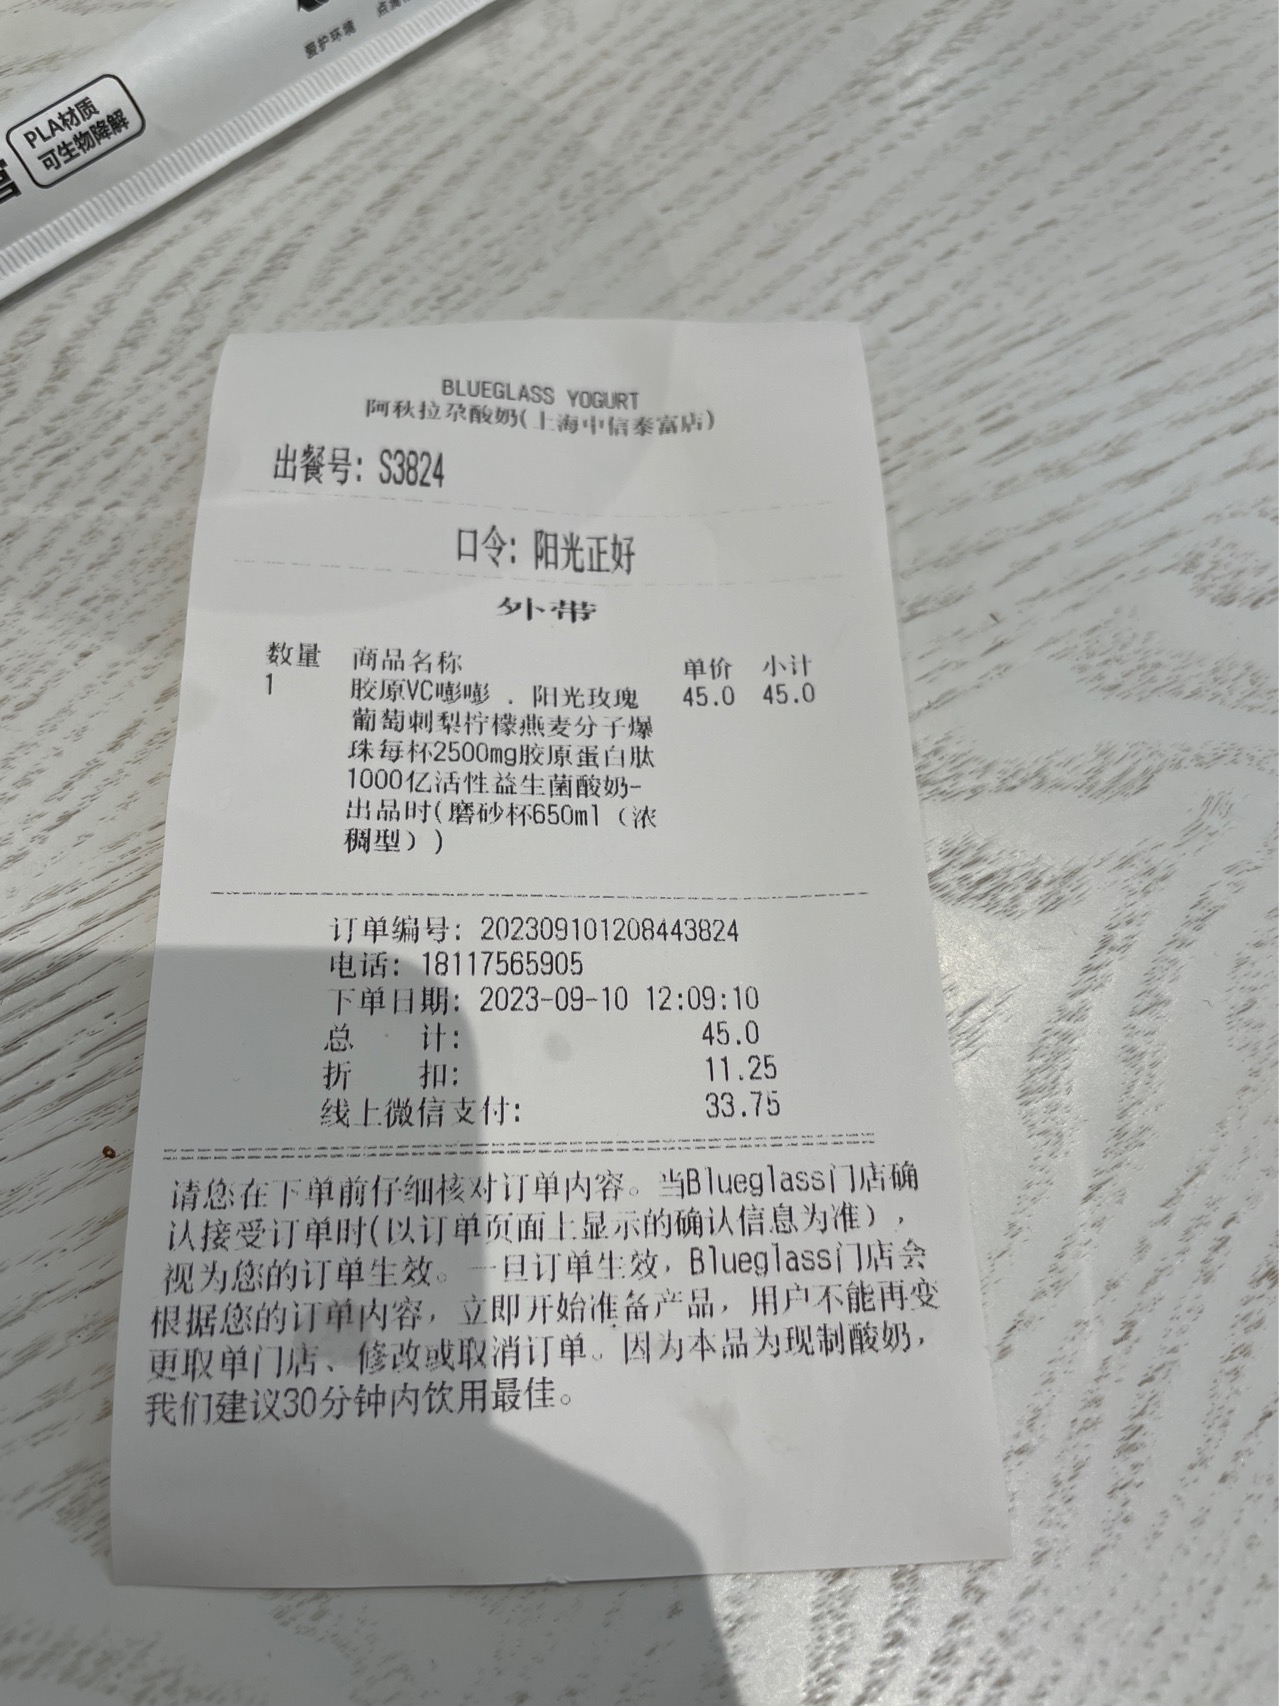 爱护环境
PLA材质
可生物降解
BLUEGLASS YOGURT
阿秋拉尕酸奶(上海中信泰富店)
出餐号: S3824
口令: 阳光正好
外带
数量 商品名称 单价 小计
1 胶原VC嘭嘭 . 阳光玫瑰 45.0 45.0
葡萄刺梨柠檬燕麦分子爆
珠每杯2500mg胶原蛋白肽
1000亿活性益生菌酸奶-
出品时(磨砂杯650ml（浓
稠型））
订单编号: 202309101208443824
电话: 18117565905
下单日期: 2023-09-10 12:09:10
总 计: 45.0
折 扣: 11.25
线上微信支付: 33.75
请您在下单前仔细核对订单内容。当Blueglass门店确
认接受订单时(以订单页面上显示的确认信息为准)，
视为您的订单生效。一旦订单生效，Blueglass门店会
根据您的订单内容，立即开始准备产品，用户不能再变
更取单门店、修改或取消订单。因为本品为现制酸奶，
我们建议30分钟内饮用最佳。